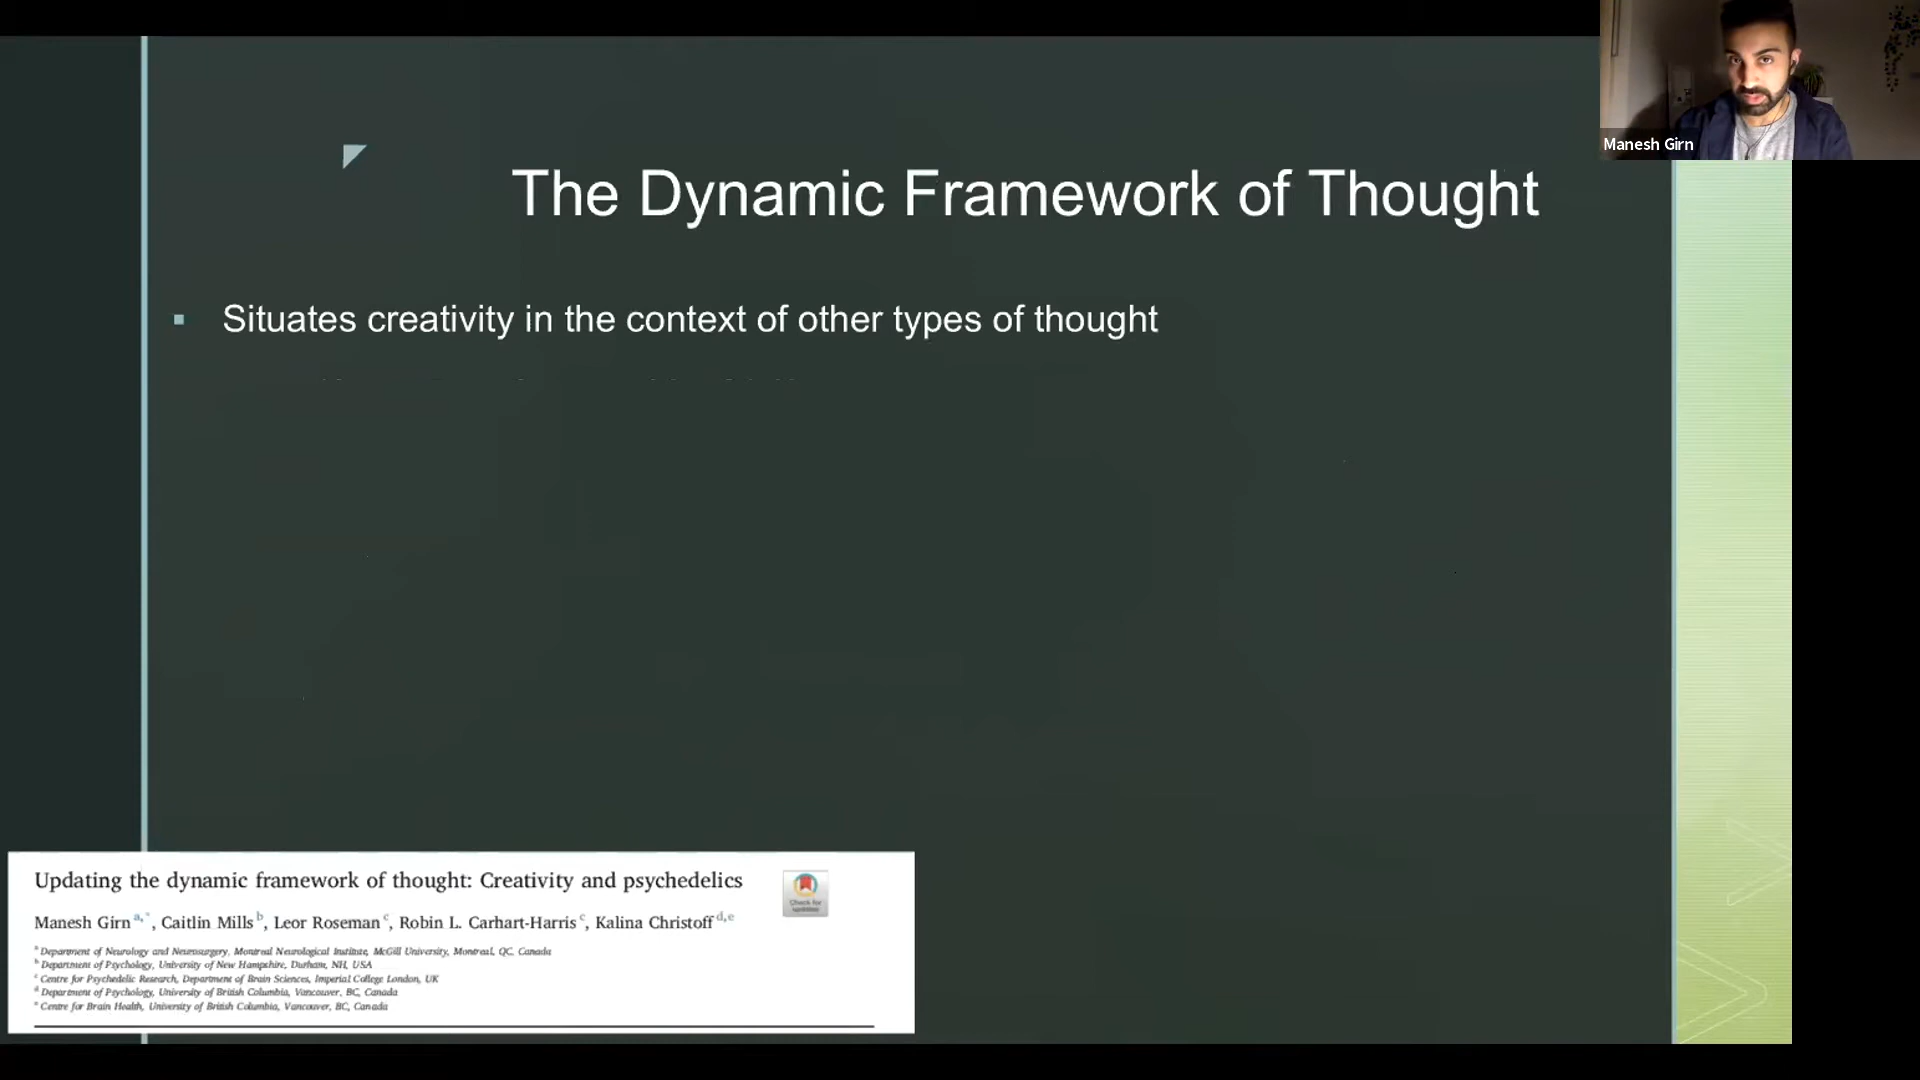 Manesh Girn
The Dynamic Framework of Thought
Situates creativity in the context of other types of thought
Updating the dynamic framework of thought: Creativity and psychedelics
Check for
updates
Manesh Girn a,*, Caitlin Mills b, Leor Roseman c, Robin L. Carhart-Harris c, Kalina Christoff d,e
a Department of Neurology and Neurosurgery, Montreal Neurological Institute, McGill University, Montreal, QC, Canada
b Department of Psychology, University of New Hampshire, Durham, NH, USA
c Centre for Psychedelic Research, Department of Brain Sciences, Imperial College London, UK
d Department of Psychology, University of British Columbia, Vancouver, BC, Canada
e Centre for Brain Health, University of British Columbia, Vancouver, BC, Canada